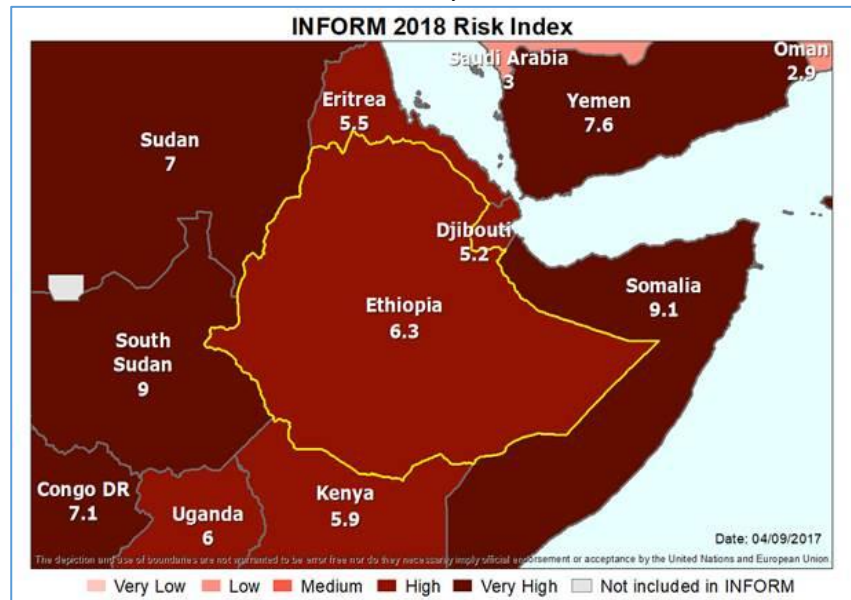 INFORM 2018 Risk Index
Saudi Arabia
3
Oman
2.9
Eritrea
5.5
Yemen
7.6
Sudan
7
Djibouti
5.2
Ethiopia
6.3
Somalia
9.1
South
Sudan
9
Congo DR
7.1
Uganda
6
Kenya
5.9
Date: 04/09/2017
The depiction and use of boundaries are not warranted to be error free nor do they necessarily imply official endorsement or acceptance by the United Nations and European Union
Very Low Low Medium High Very High Not included in INFORM